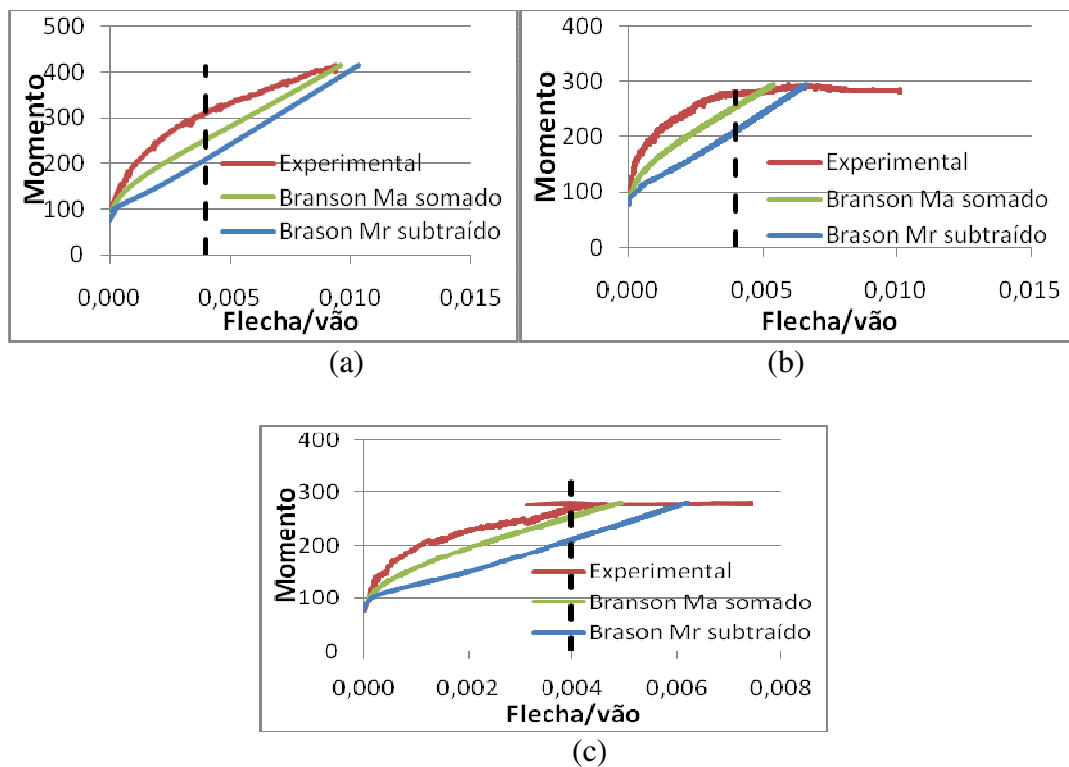 500
400
300
200
100
0
Momento
Experimental
Branson Ma somado
Brason Mr subtraído
0,000 0,005 0,010 0,015
Flecha/vão
(a)
400
300
200
100
0
Momento
Experimental
Branson Ma somado
Brason Mr subtraído
0,000 0,005 0,010 0,015
Flecha/vão
(b)
400
300
200
100
0
Momento
Experimental
Branson Ma somado
Brason Mr subtraído
0,000 0,002 0,004 0,006 0,008
Flecha/vão
(c)